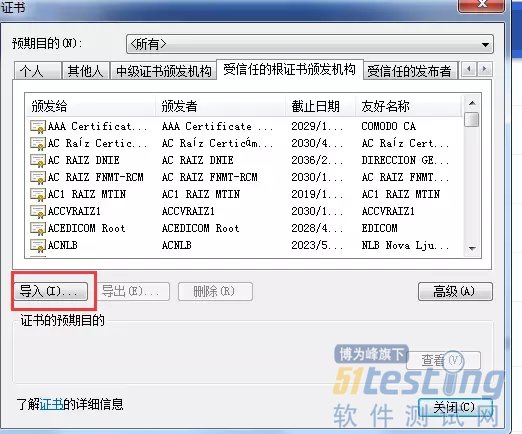 证书
预期目的(N):
<所有>
个人 其他人 中级证书颁发机构 受信任的根证书颁发机构 受信任的发布者
颁发给 颁发者 截止日期 友好名称
AAA Certificat... AAA Certificate ... 2029/1... COMODO CA
AC Raíz Certic... AC Raíz Certicám... 2030/4... AC Raíz Cert...
AC RAIZ DNIE AC RAIZ DNIE 2036/2... DIRECCION GE...
AC RAIZ FNMT-RCM AC RAIZ FNMT-RCM 2030/1... AC RAIZ FNMT...
AC1 RAIZ MTIN AC1 RAIZ MTIN 2019/1... AC1 RAIZ MTIN
ACCVRAIZ1 ACCVRAIZ1 2030/1... ACCVRAIZ1
ACEDICOM Root ACEDICOM Root 2028/4... EDICOM
ACNLB ACNLB 2023/5... NLB Nova Lju...
导入(I)... 导出(E)... 删除(R) 高级(A)
证书的预期目的
博为峰旗下
查看(V)
51testing
软件测试网
了解证书的详细信息
关闭(C)